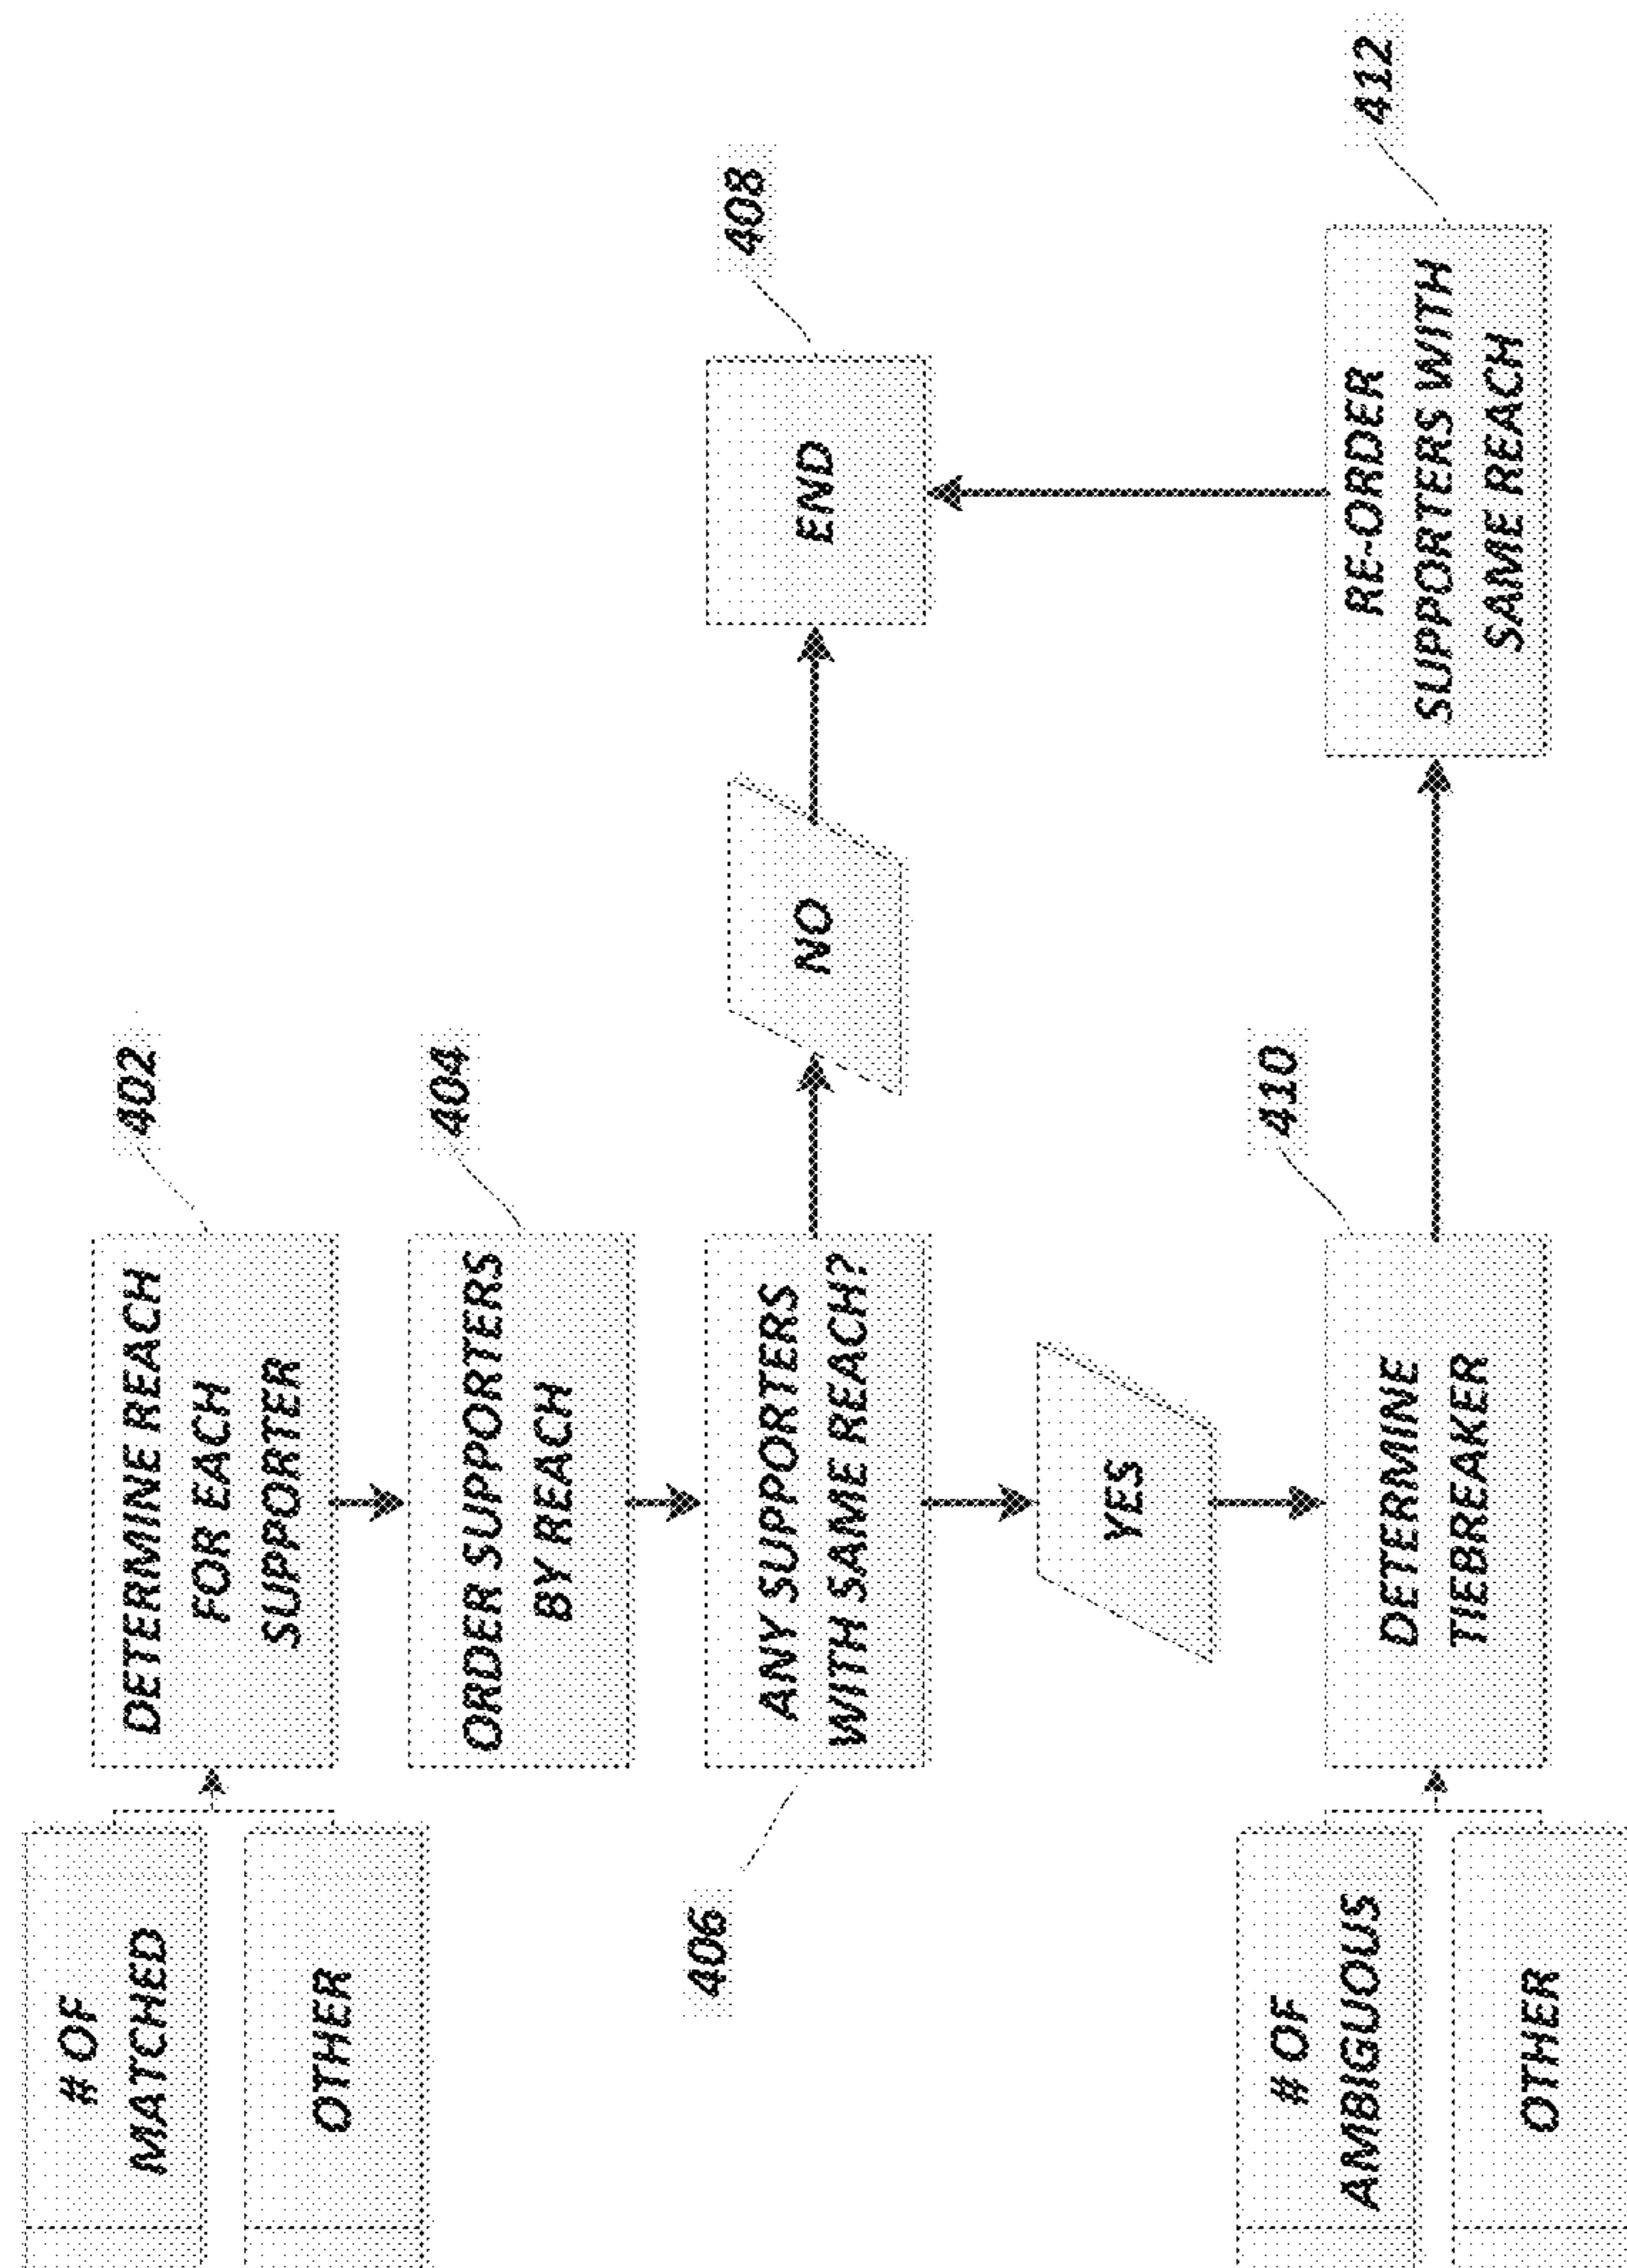 # OF
MATCHED
OTHER
DETERMINE REACH
FOR EACH
SUPPORTER
402
ORDER SUPPORTERS
BY REACH
404
406
ANY SUPPORTERS
WITH SAME REACH?
NO
END
408
YES
# OF
AMBIGUOUS
OTHER
DETERMINE
TIEBREAKER
410
RE-ORDER
SUPPORTERS WITH
SAME REACH
412